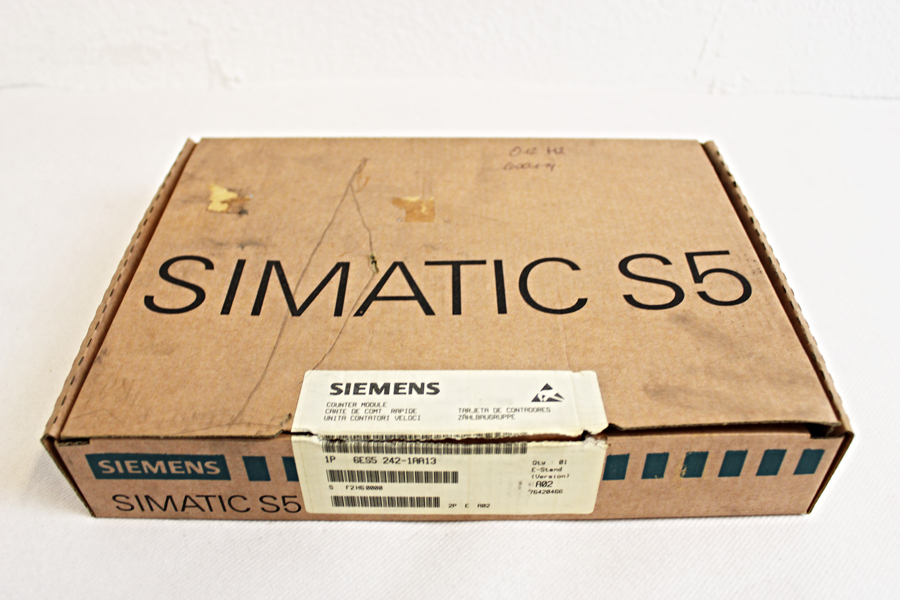 SIMATIC S5
SIEMENS
COUNTER MODULE
CARTE DE COMT. RAPIDE
UNITA CONTATORI VELOCI
TARJETA DE CONTADORES
ZÄHLBAUGRUPPE
1P 6ES5 242-1AA13
S
2P E A02
Qty : 01
E-Stand
(Version)
A02
76420466
SIEMENS
SIMATIC S5